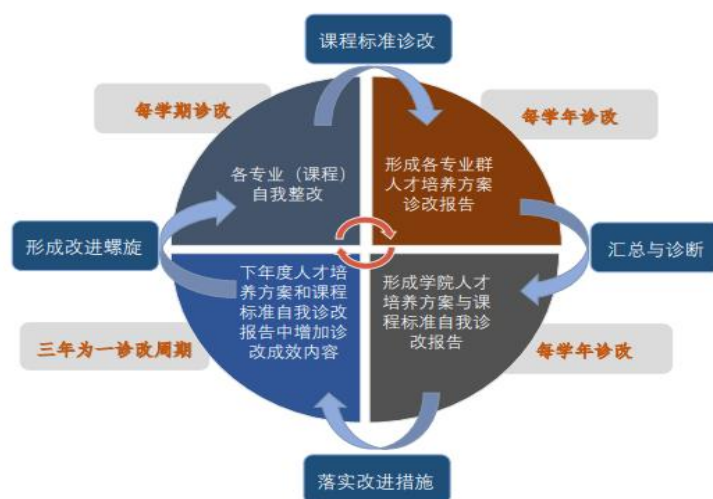 课程标准诊改
每学期诊改
每学年诊改
各专业（课程）
自我整改
形成各专业群
人才培养方案
诊改报告
形成改进螺旋
汇总与诊断
下年度人才培
养方案和课程
标准自我诊改
报告中增加诊
改成效内容
形成学院人才
培养方案与课
程标准自我诊
改报告
三年为一诊改周期
每学年诊改
落实改进措施